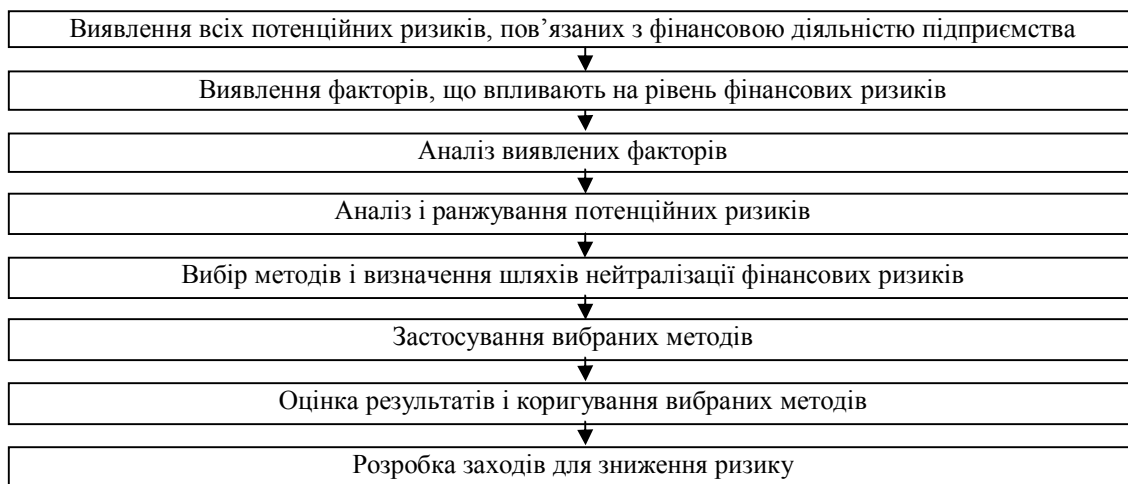 Виявлення всіх потенційних ризиків, пов’язаних з фінансовою діяльністю підприємства
Виявлення факторів, що впливають на рівень фінансових ризиків
Аналіз виявлених факторів
Аналіз і ранжування потенційних ризиків
Вибір методів і визначення шляхів нейтралізації фінансових ризиків
Застосування вибраних методів
Оцінка результатів і коригування вибраних методів
Розробка заходів для зниження ризику